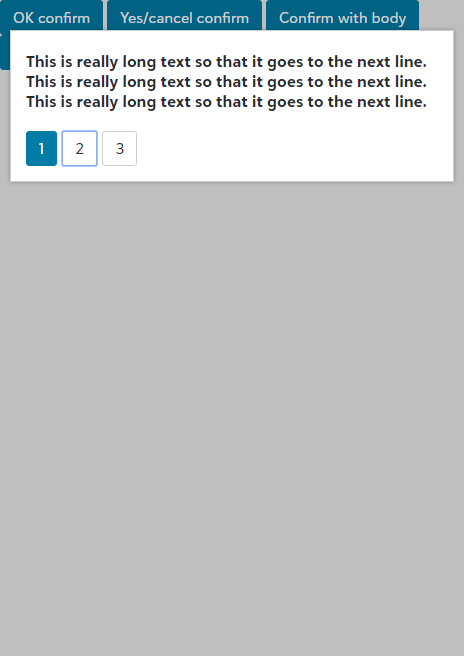 OK confirm Yes/cancel confirm Confirm with body
This is really long text so that it goes to the next line.
This is really long text so that it goes to the next line.
This is really long text so that it goes to the next line.
1 2 3